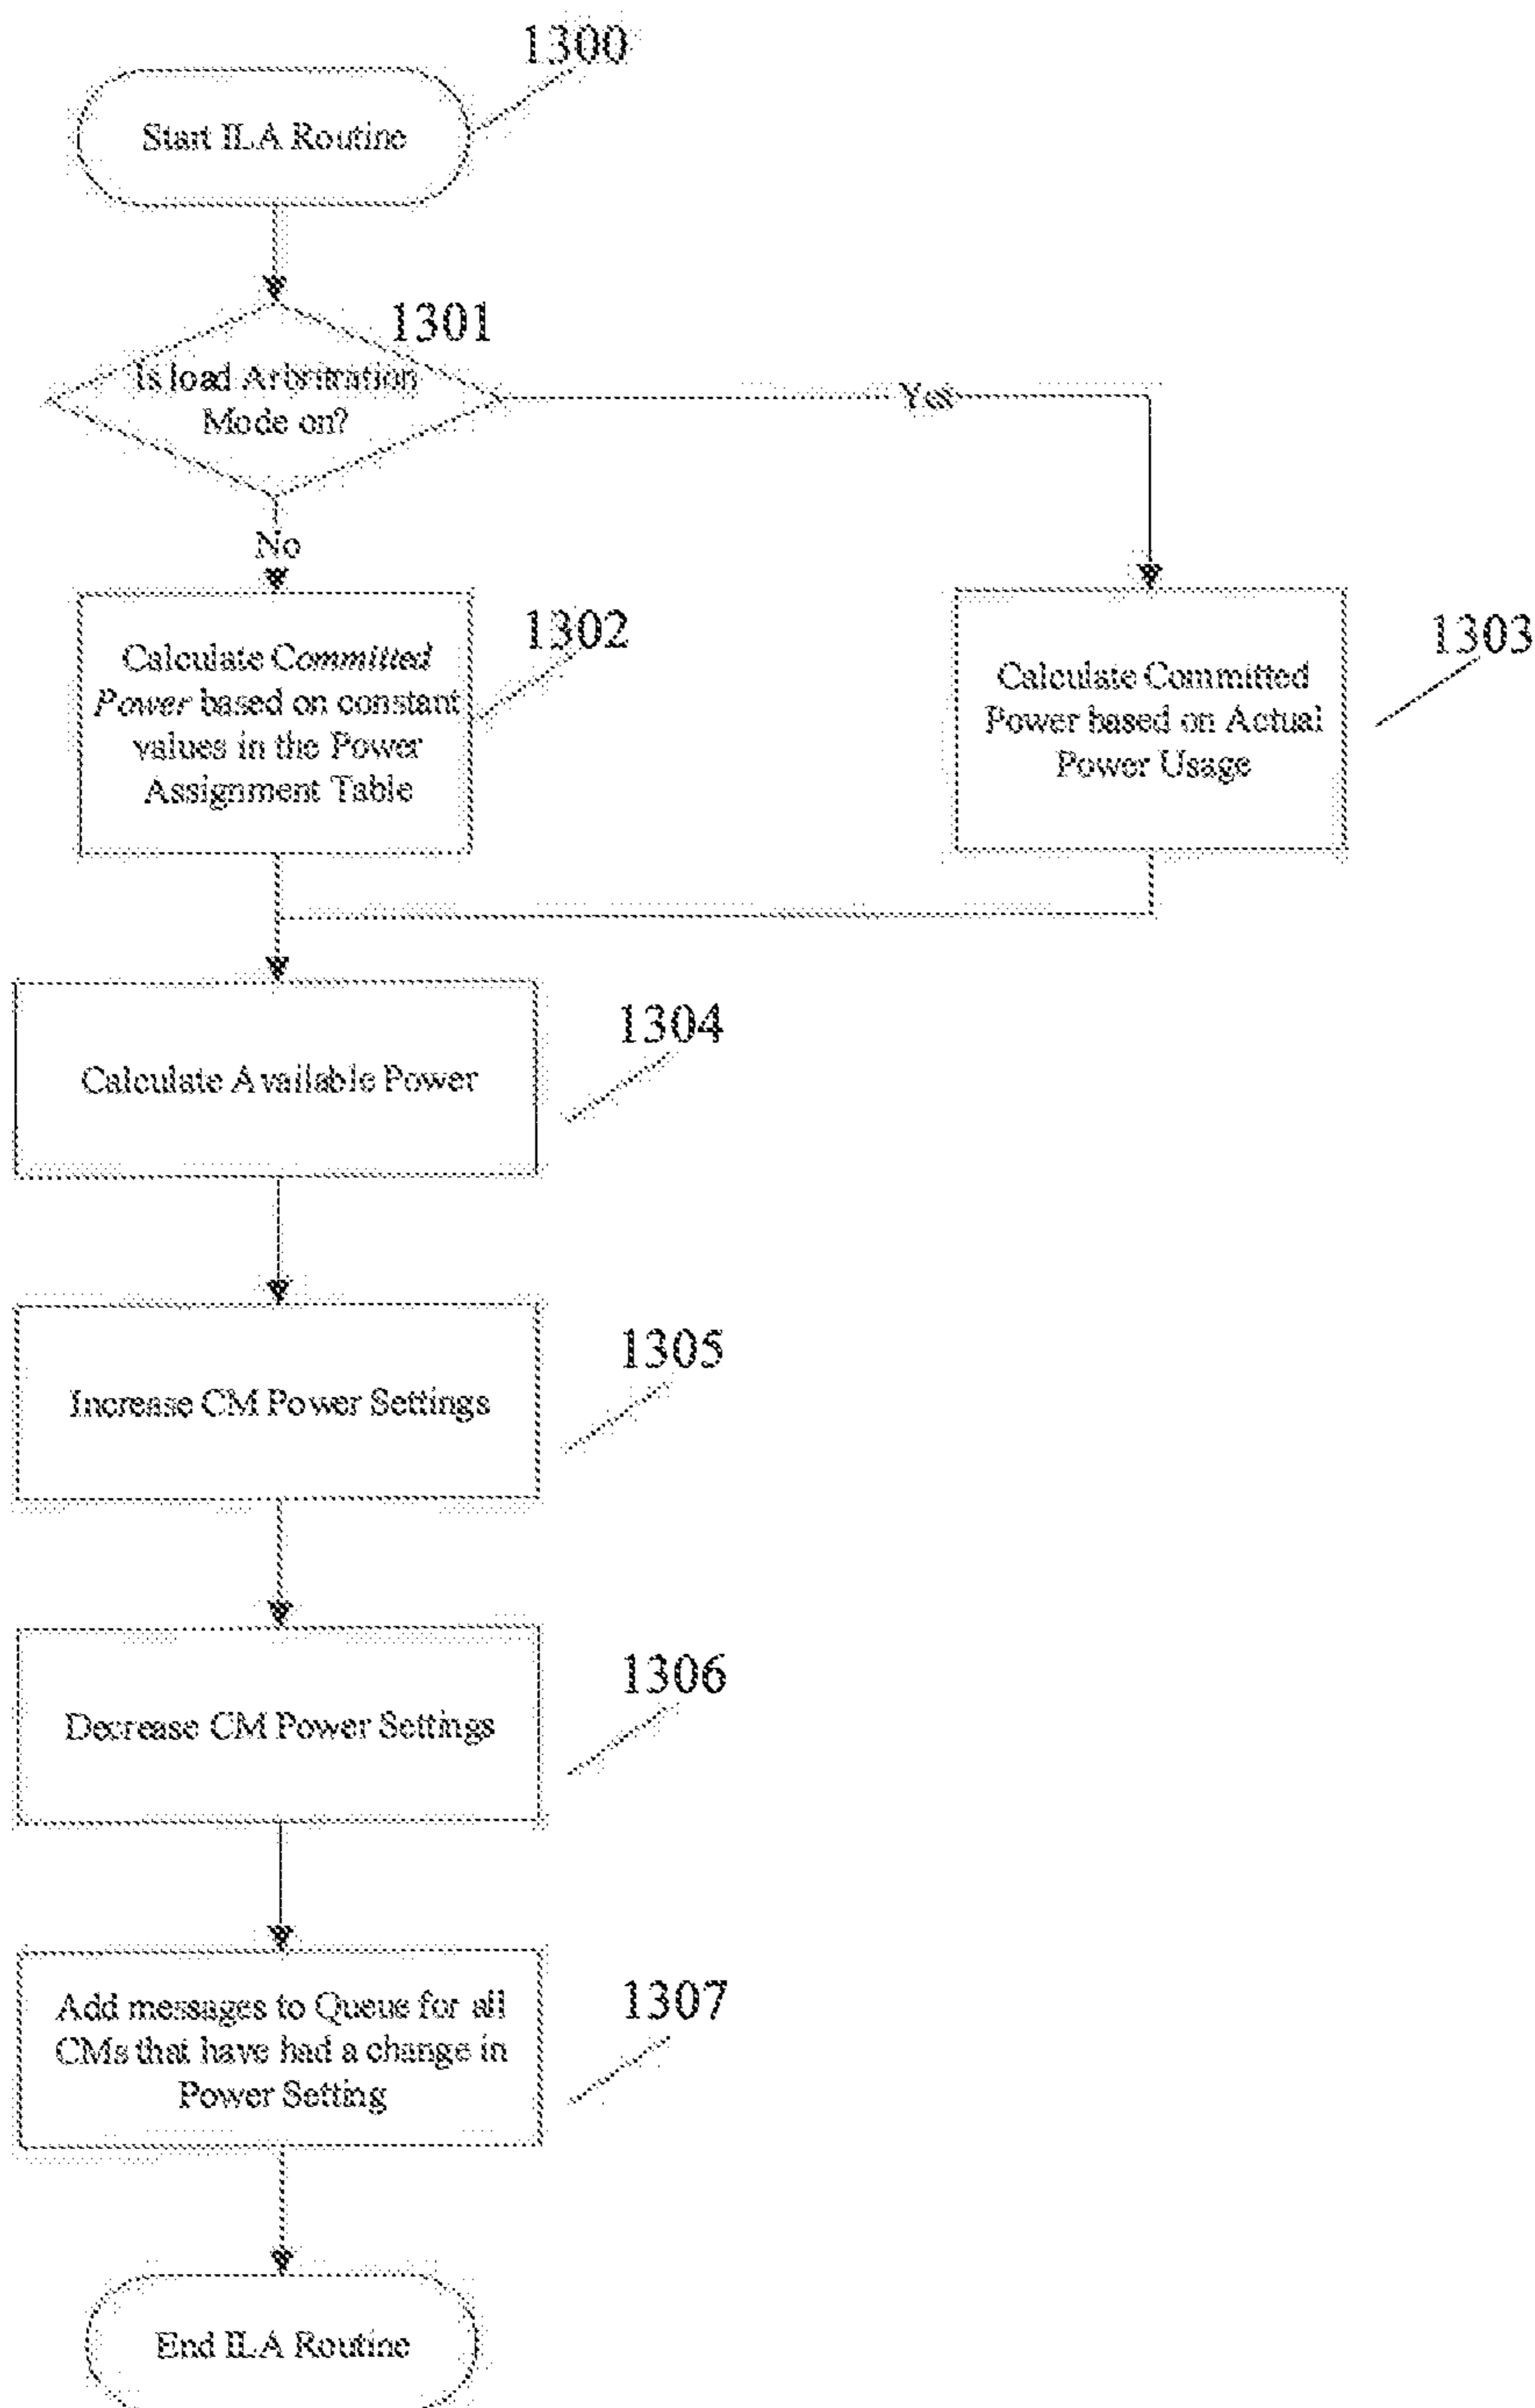 1300
Start ILA Routine
1301
Is load Arbritration
Mode on?
Yes
No
1302
Calculate Committed
Power based on constant
values in the Power
Assignment Table
1303
Calculate Committed
Power based on Actual
Power Usage
1304
Calculate Available Power
1305
Increase CM Power Settings
1306
Decrease CM Power Settings
1307
Add messages to Queue for all
CMs that have had a change in
Power Setting
End ILA Routine